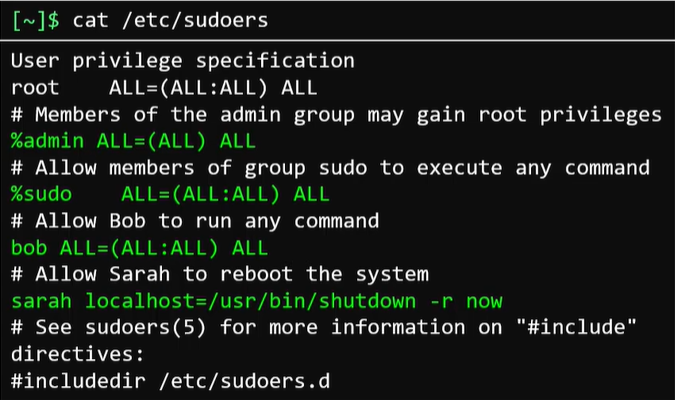 [~]$ cat /etc/sudoers
User privilege specification
root    ALL=(ALL:ALL) ALL
# Members of the admin group may gain root privileges
%admin ALL=(ALL) ALL
# Allow members of group sudo to execute any command
%sudo    ALL=(ALL:ALL) ALL
# Allow Bob to run any command
bob ALL=(ALL:ALL) ALL
# Allow Sarah to reboot the system
sarah localhost=/usr/bin/shutdown -r now
# See sudoers(5) for more information on "#include"
directives:
#includedir /etc/sudoers.d